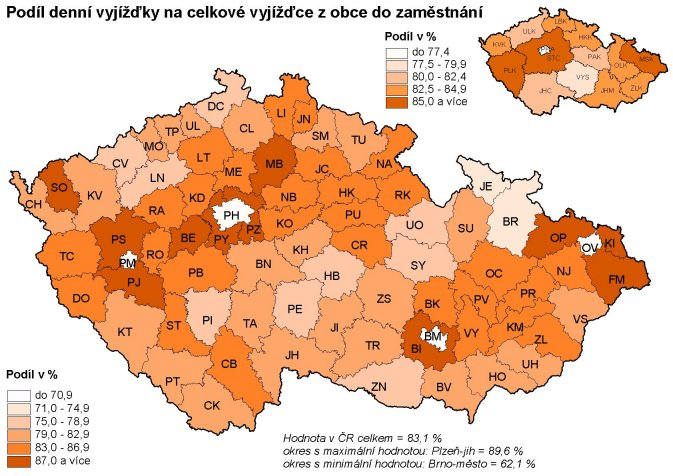 Podíl denní vyjížďky na celkové vyjížďce z obce do zaměstnání
Podíl v %
do 77,4
77,5 - 79,9
80,0 - 82,4
82,5 - 84,9
85,0 a více
LBK
ULK
HKK
KVK
STC
PAK
MSK
PLK
OLK
VYS
ZLK
JHC
JHM
DC
LI
JN
TP
UL
CL
SM
TU
MO
CV
LT
MB
NA
LN
ME
JC
JE
SO
KV
KD
NB
HK
RK
CH
RA
PH
PU
BR
PS
BE
PY
PZ
KO
UO
SU
OP
OV
KI
TC
PM
RO
CR
KH
BN
SY
OC
NJ
FM
PJ
PB
HB
DO
ZS
BK
PV
PR
PI
PE
VS
ST
TA
KT
JI
BM
VY
KM
ZL
BI
TR
CB
JH
UH
HO
PT
ZN
BV
CK
Podíl v %
do 70,9
71,0 - 74,9
75,0 - 78,9
79,0 - 82,9
83,0 - 86,9
87,0 a více
Hodnota v ČR celkem = 83,1 %
okres s maximální hodnotou: Plzeň-jih = 89,6 %
okres s minimální hodnotou: Brno-město = 62,1 %